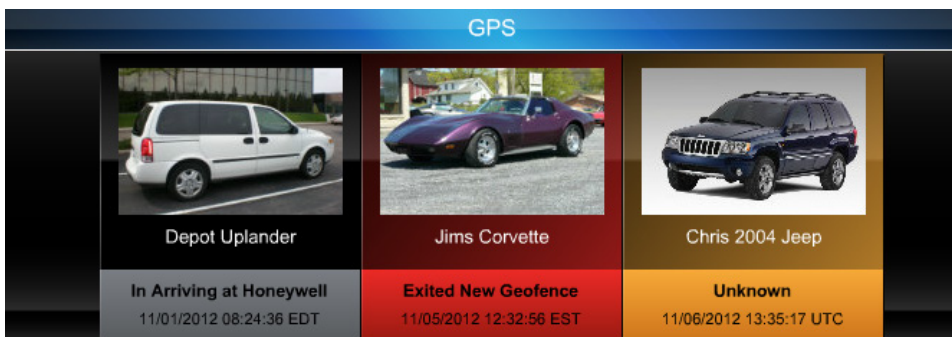 GPS
Depot Uplander
In Arriving at Honeywell
11/01/2012 08:24:36 EDT
Jims Corvette
Exited New Geofence
11/05/2012 12:32:56 EST
Chris 2004 Jeep
Unknown
11/06/2012 13:35:17 UTC